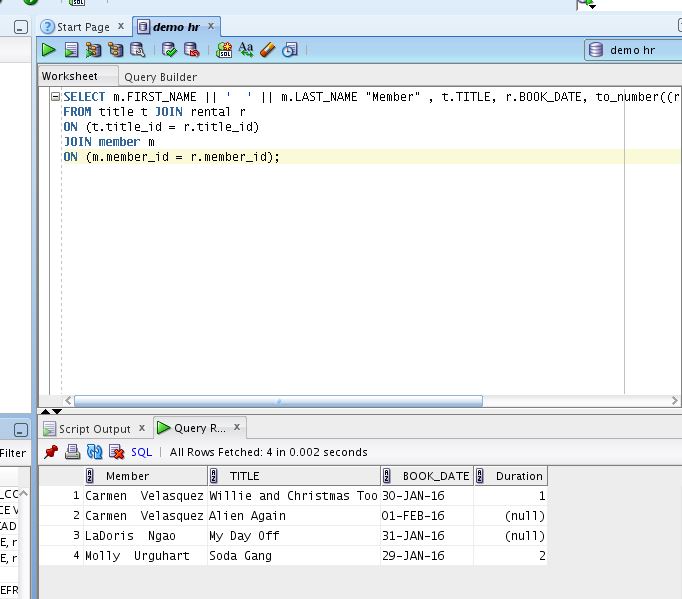 SQL
Start Page x demo hr x
demo hr
Worksheet Query Builder
SELECT m.FIRST_NAME || '  ' || m.LAST_NAME "Member" , t.TITLE, r.BOOK_DATE, to_number((r
FROM title t JOIN rental r
ON (t.title_id = r.title_id)
JOIN member m
ON (m.member_id = r.member_id);
Script Output x Query R... x
Filter
SQL | All Rows Fetched: 4 in 0.002 seconds
Member TITLE BOOK_DATE Duration
1 Carmen  Velasquez Willie and Christmas Too 30-JAN-16 1
2 Carmen  Velasquez Alien Again 01-FEB-16 (null)
3 LaDoris  Ngao My Day Off 31-JAN-16 (null)
4 Molly  Urguhart Soda Gang 29-JAN-16 2